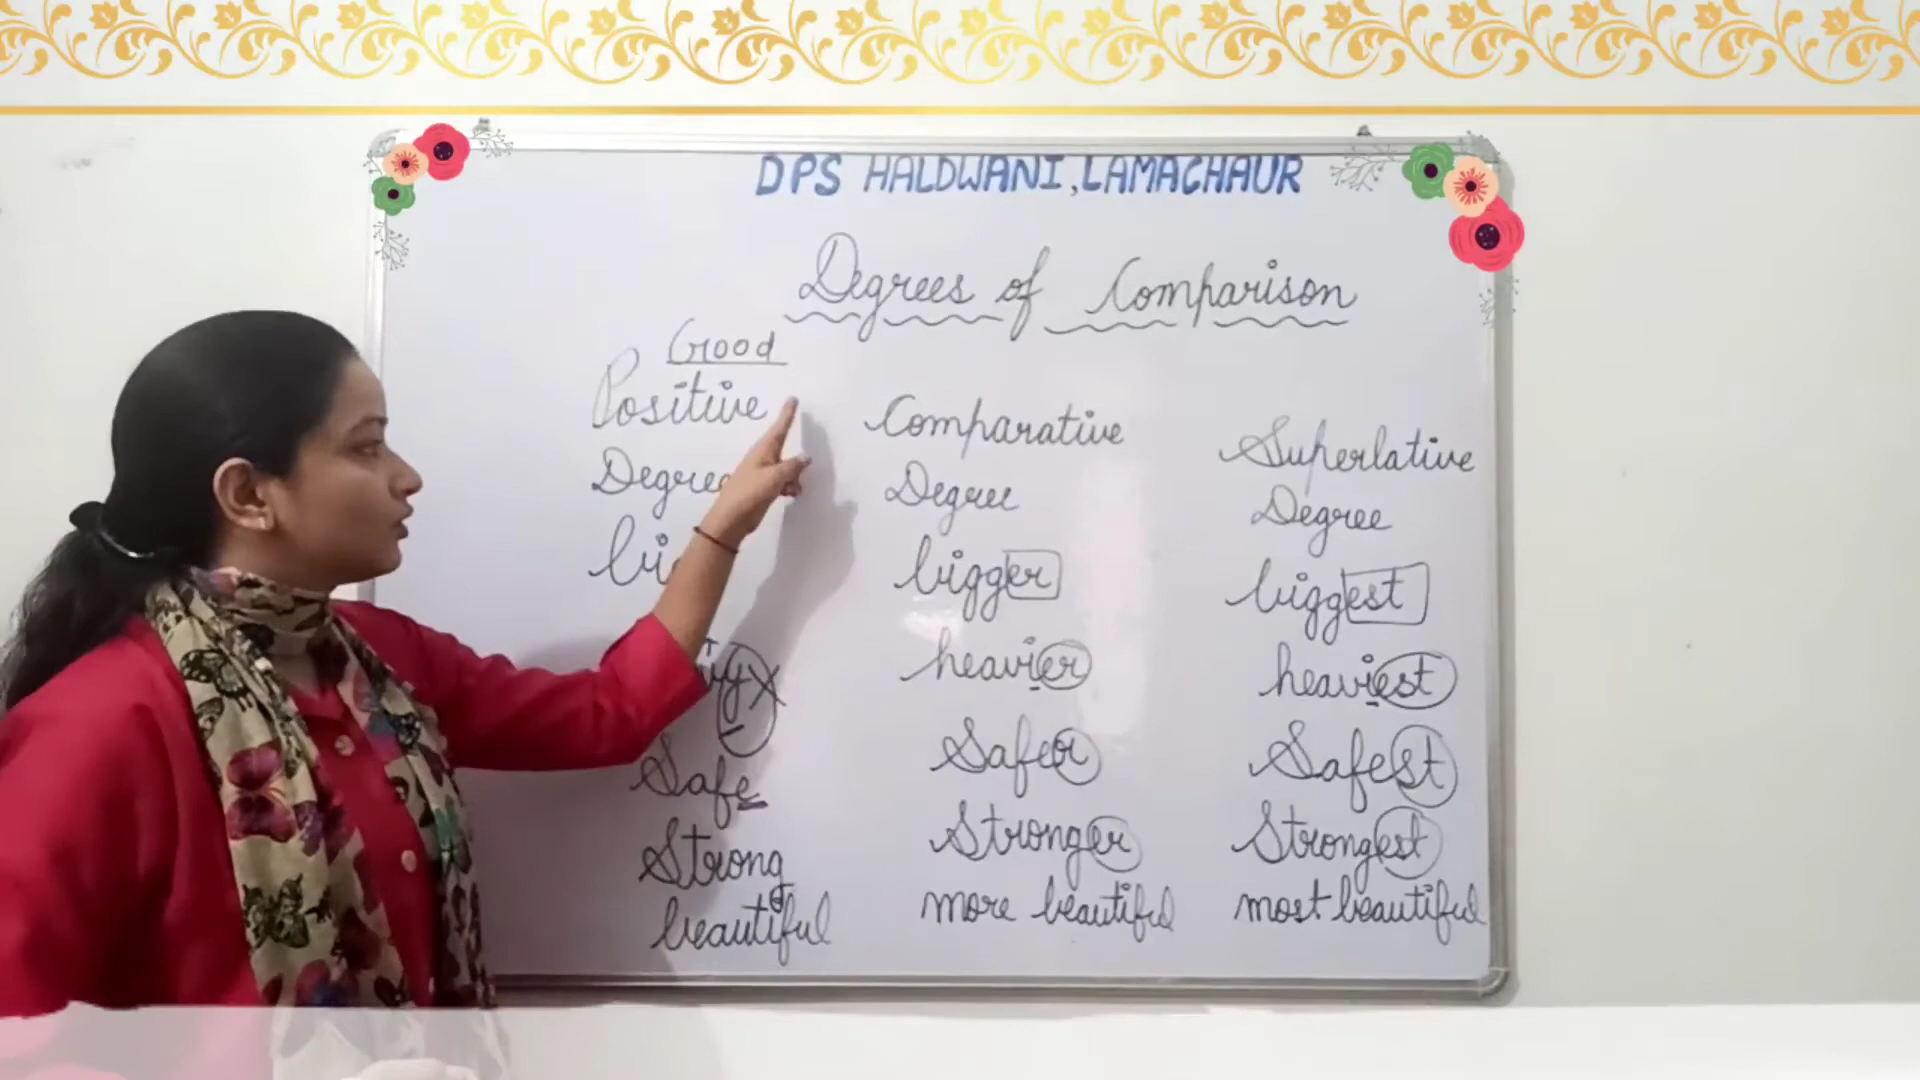 DPS HALDWANI, LAMACHAUR
Degrees of Comparison
Good
Positive Comparative Superlative
Degree Degree Degree
bigger biggest
heavier heaviest
Safe Safer Safest
Strong Stronger Strongest
beautiful more beautiful most beautiful